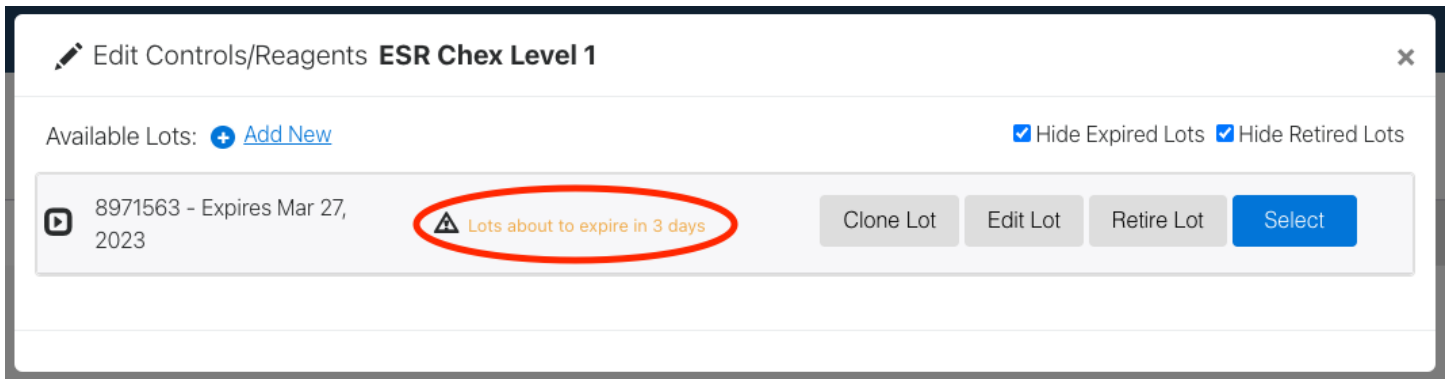 Edit Controls/Reagents ESR Chex Level 1
Available Lots: Add New
Hide Expired Lots Hide Retired Lots
8971563 - Expires Mar 27,
2023
Lots about to expire in 3 days
Clone Lot Edit Lot Retire Lot Select